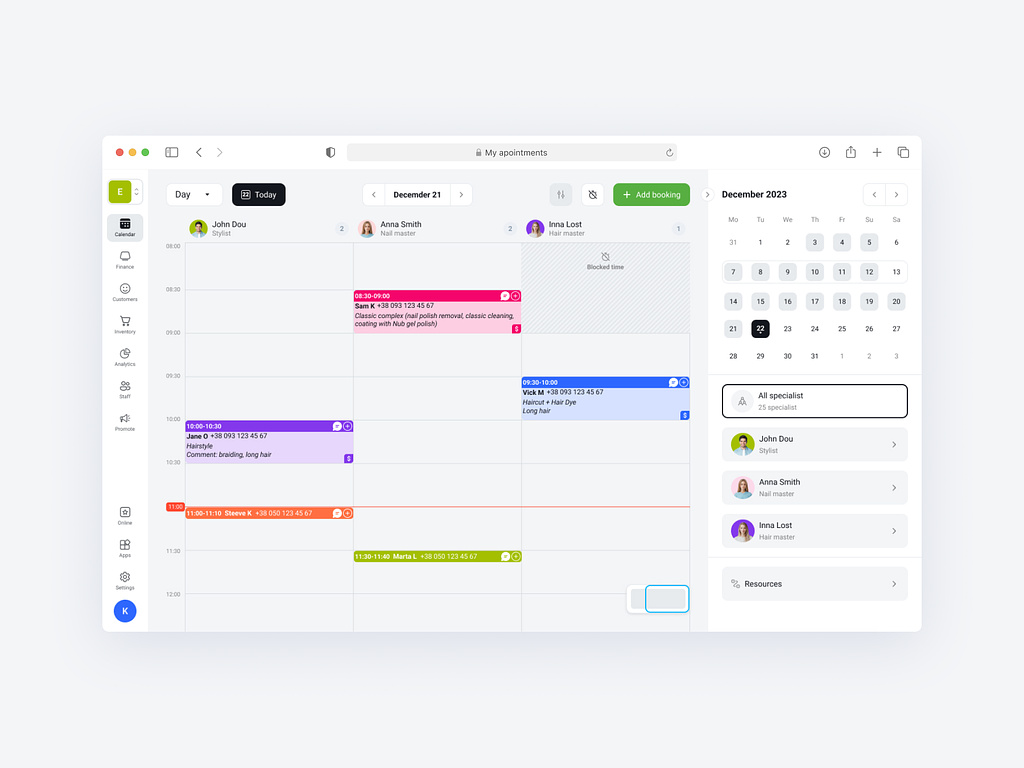 My apointments
E
Day
22
Today
Decemder 21
Add booking
December 2023
Calendar
Finance
Customers
Inventory
Analytics
Staff
Promote
Online
Apps
Settings
K
John Dou
Stylist
2
Anna Smith
Nail master
2
Inna Lost
Hair master
1
08:00
08:30
09:00
09:30
10:00
10:30
11:00
11:30
12:00
Blocked time
08:30-09:00
Sam K +38 093 123 45 67
Classic complex (nail polish removal, classic cleaning,
coating with Nub gel polish)
$
09:30-10:00
Vick M +38 093 123 45 67
Haircut + Hair Dye
Long hair
$
10:00-10:30
Jane O +38 093 123 45 67
Hairstyle
Comment: braiding, long hair
$
11:00-11:10 Steeve K +38 050 123 45 67
11:30-11:40 Marta L +38 050 123 45 67
Mo Tu We Th Fr Su Sa
31 1 2 3 4 5 6
7 8 9 10 11 12 13
14 15 16 17 18 19 20
21 22 23 24 25 26 27
28 29 30 31 1 2 3
All specialist
25 specialist
John Dou
Stylist
Anna Smith
Nail master
Inna Lost
Hair master
Resources